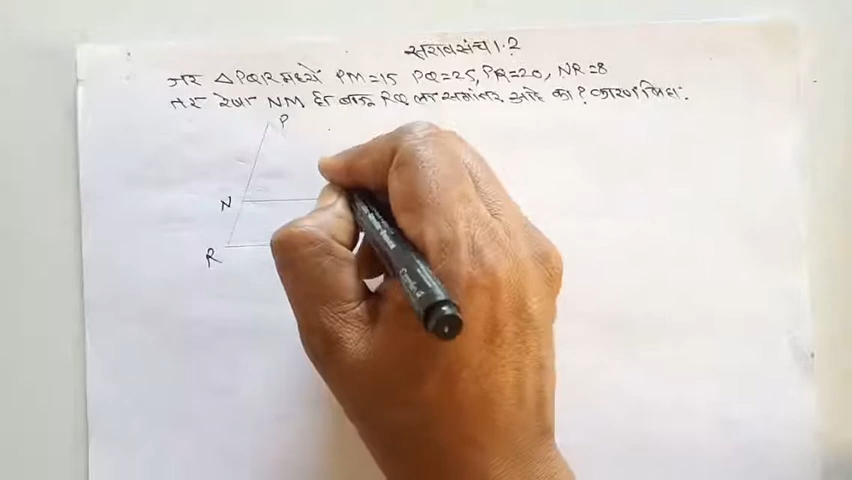 सरावसंच 1.2
जर △PQR मध्ये PM=15 PQ=25, PR=20, NR=8
तर रेषा NM ही बाजू RQ ला समांतर आहे का? कारण लिहा.
P
N
R